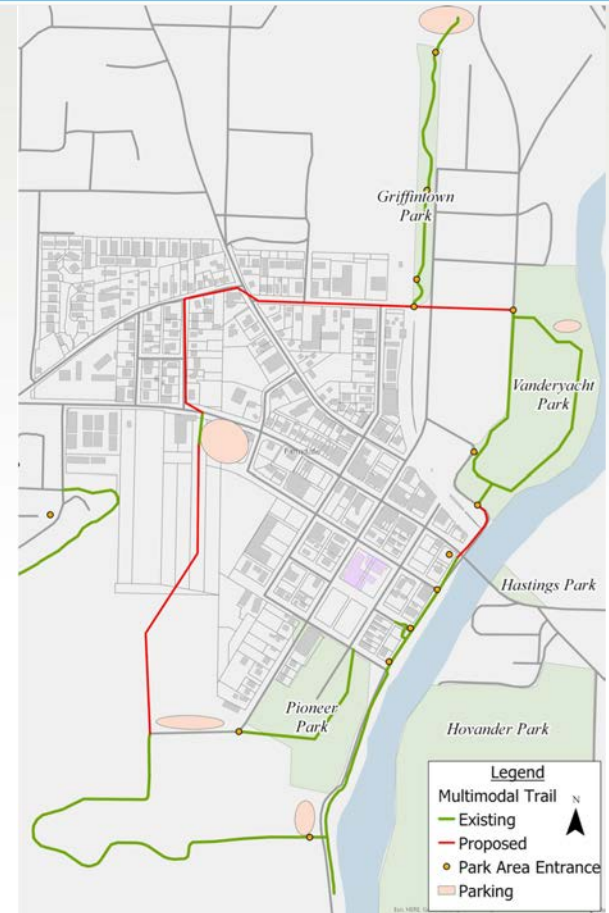 Griffintown
Park
Vanderyacht
Park
Ferndale
Hastings Park
Pioneer
Park
Hovander Park
Legend
Multimodal Trail
N
Existing
Proposed
Park Area Entrance
Parking